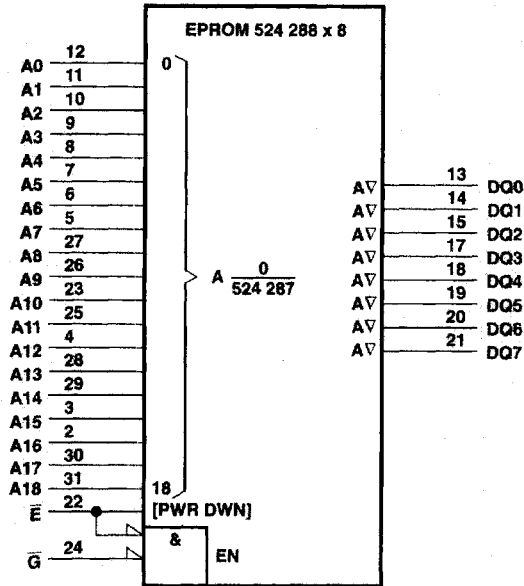 EPROM 524 288 x 8
A0 12 0
A1 11
A2 10
A3 9
A4 8
A5 7 A▽ 13 DQ0
A6 6 A▽ 14 DQ1
A7 5 A▽ 15 DQ2
A8 27 A▽ 17 DQ3
A9 26 A 0/524 287 A▽ 18 DQ4
A10 23 A▽ 19 DQ5
A11 25 A▽ 20 DQ6
A12 4 A▽ 21 DQ7
A13 28
A14 29
A15 3
A16 2
A17 30
A18 31 18
E̅ 22 [PWR DWN]
&
G̅ 24 EN